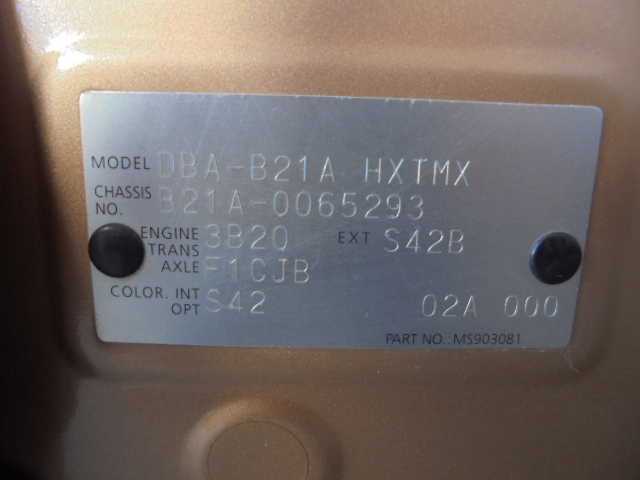 MODEL DBA-B21A HXTMX
CHASSIS NO. B21A-0065293
ENGINE 3B20 EXT S42B
TRANS AXLE F1CJB
COLOR. INT OPT S42 02A 000
PART NO.:MS903081